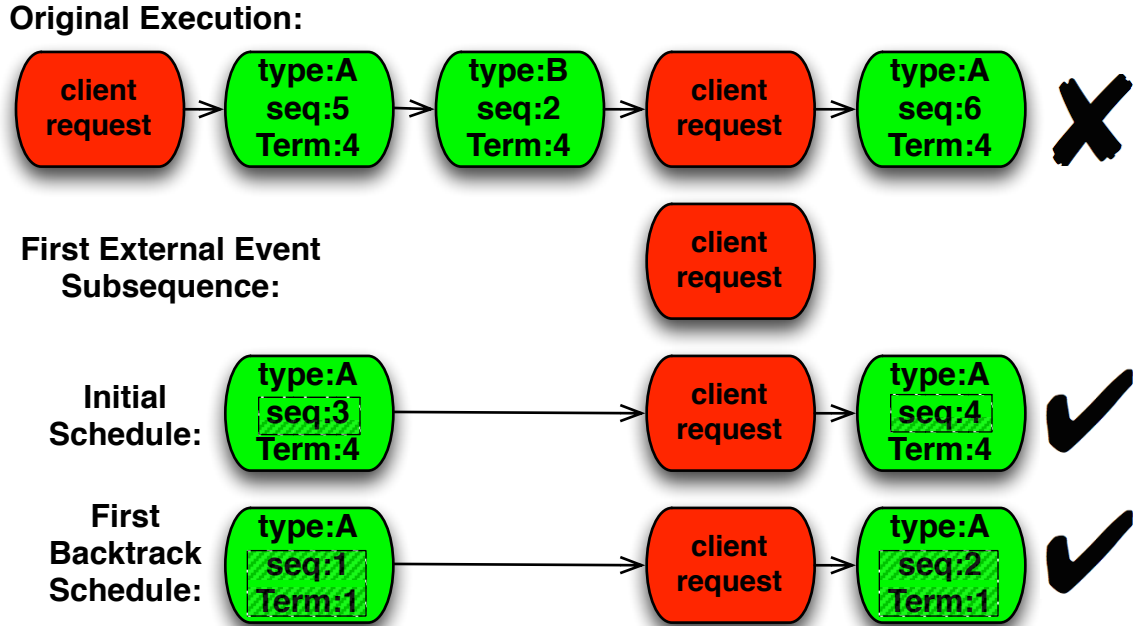 Original Execution:
client
request
type:A
seq:5
Term:4
type:B
seq:2
Term:4
client
request
type:A
seq:6
Term:4
First External Event
Subsequence:
client
request
Initial
Schedule:
type:A
seq:3
Term:4
client
request
type:A
seq:4
Term:4
First
Backtrack
Schedule:
type:A
seq:1
Term:1
client
request
type:A
seq:2
Term:1